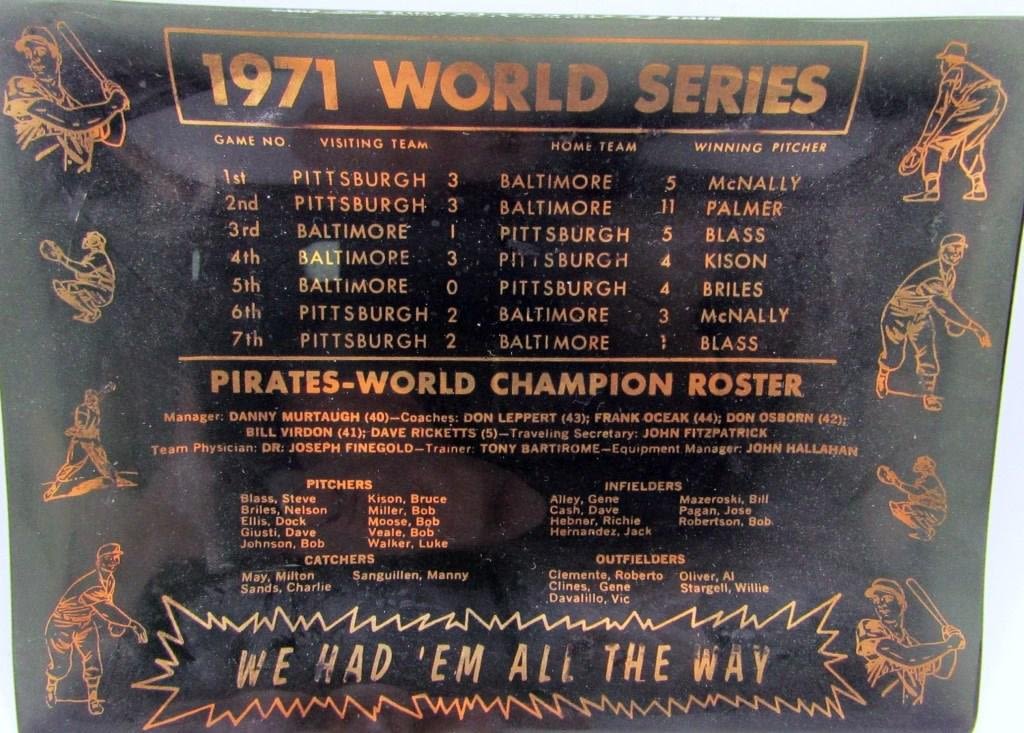 1971 WORLD SERIES
GAME NO. VISITING TEAM HOME TEAM WINNING PITCHER
1st PITTSBURGH 3 BALTIMORE 5 McNALLY
2nd PITTSBURGH 3 BALTIMORE 11 PALMER
3rd BALTIMORE 1 PITTSBURGH 5 BLASS
4th BALTIMORE 3 PITTSBURGH 4 KISON
5th BALTIMORE 0 PITTSBURGH 4 BRILES
6th PITTSBURGH 2 BALTIMORE 3 McNALLY
7th PITTSBURGH 2 BALTIMORE 1 BLASS
PIRATES-WORLD CHAMPION ROSTER
Manager: DANNY MURTAUGH (40)—Coaches: DON LEPPERT (43); FRANK OCEAK (44); DON OSBORN (42);
BILL VIRDON (41); DAVE RICKETTS (5)—Traveling Secretary: JOHN FITZPATRICK
Team Physician: DR. JOSEPH FINEGOLD—Trainer: TONY BARTIROME—Equipment Manager: JOHN HALLAHAN
PITCHERS
Blass, Steve Kison, Bruce
Briles, Nelson Miller, Bob
Ellis, Dock Moose, Bob
Giusti, Dave Veale, Bob
Johnson, Bob Walker, Luke
INFIELDERS
Alley, Gene Mazeroski, Bill
Cash, Dave Pagan, Jose
Hebner, Richie Robertson, Bob
Hernandez, Jack
CATCHERS
May, Milton Sanguillen, Manny
Sands, Charlie
OUTFIELDERS
Clemente, Roberto Oliver, Al
Clines, Gene Stargell, Willie
Davalillo, Vic
WE HAD 'EM ALL THE WAY